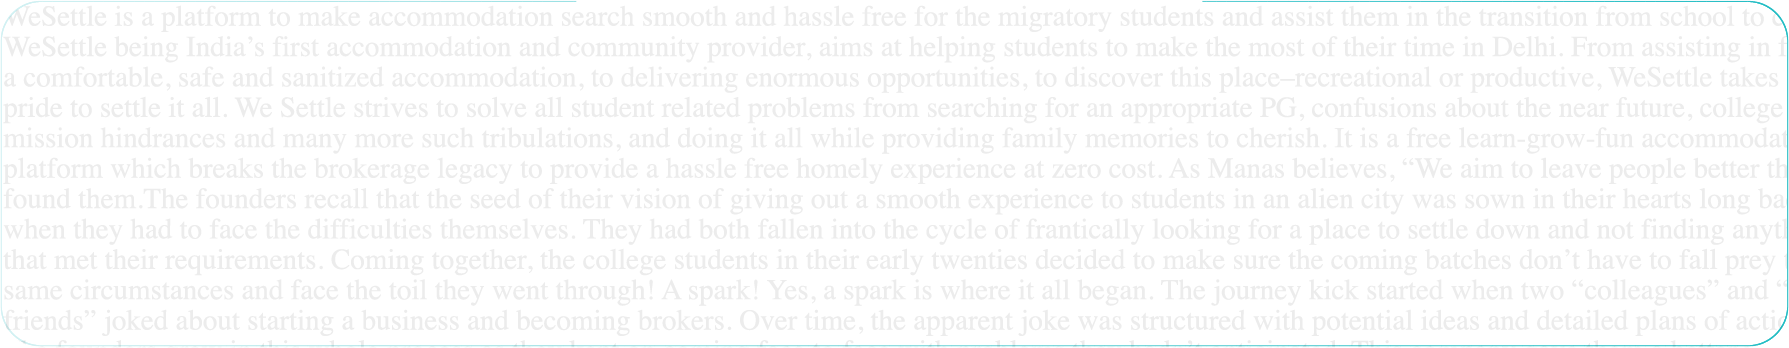 WeSettle is a platform to make accommodation search smooth and hassle free for the migratory students and assist them in the transition from school to
WeSettle being India’s first accommodation and community provider, aims at helping students to make the most of their time in Delhi. From assisting in
a comfortable, safe and sanitized accommodation, to delivering enormous opportunities, to discover this place–recreational or productive, WeSettle takes
pride to settle it all. We Settle strives to solve all student related problems from searching for an appropriate PG, confusions about the near future, college
mission hindrances and many more such tribulations, and doing it all while providing family memories to cherish. It is a free learn-grow-fun accommodat
platform which breaks the brokerage legacy to provide a hassle free homely experience at zero cost. As Manas believes, “We aim to leave people better th
found them.The founders recall that the seed of their vision of giving out a smooth experience to students in an alien city was sown in their hearts long ba
when they had to face the difficulties themselves. They had both fallen into the cycle of frantically looking for a place to settle down and not finding anyth
that met their requirements. Coming together, the college students in their early twenties decided to make sure the coming batches don’t have to fall prey
same circumstances and face the toil they went through! A spark! Yes, a spark is where it all began. The journey kick started when two “colleagues” and “
friends” joked about starting a business and becoming brokers. Over time, the apparent joke was structured with potential ideas and detailed plans of actio